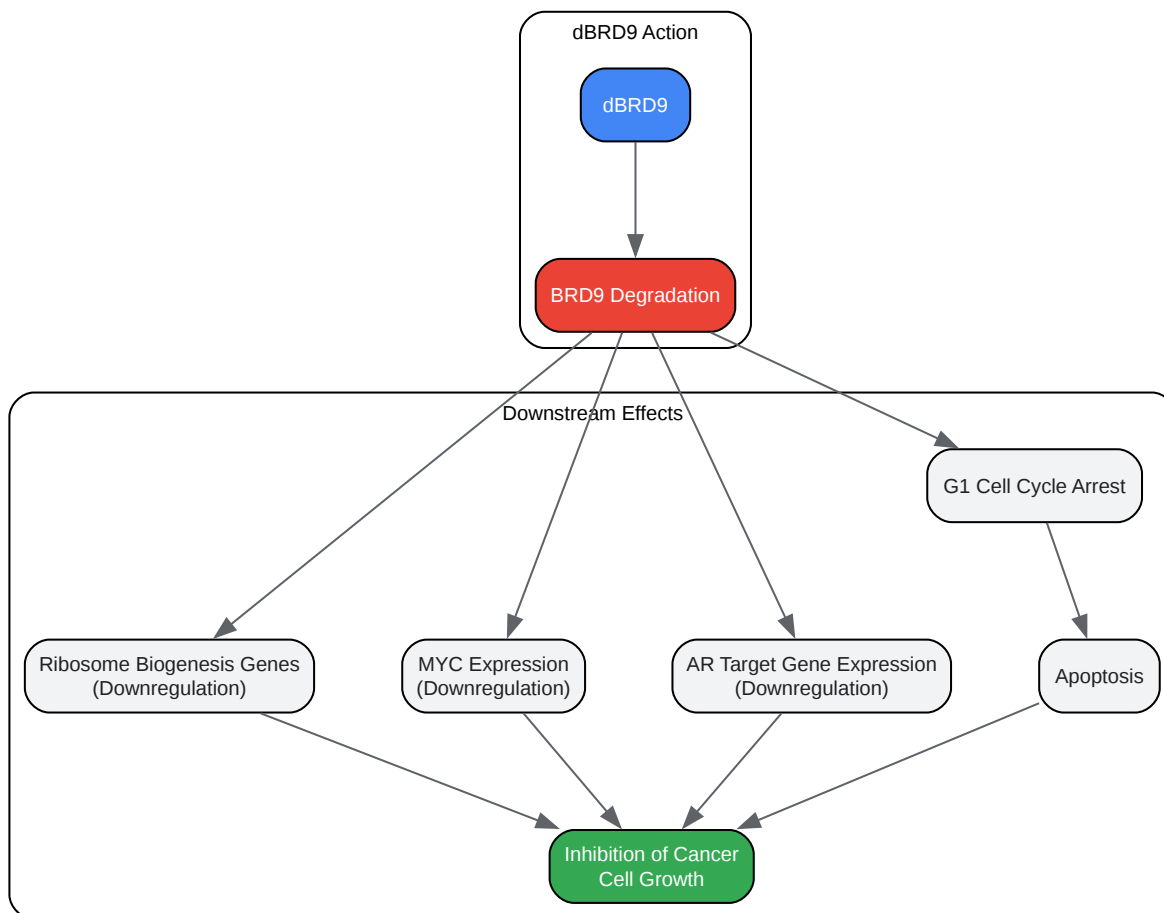 dBRD9 Action
dBRD9
BRD9 Degradation
Downstream Effects
G1 Cell Cycle Arrest
Ribosome Biogenesis Genes
(Downregulation)
MYC Expression
(Downregulation)
AR Target Gene Expression
(Downregulation)
Apoptosis
Inhibition of Cancer
Cell Growth